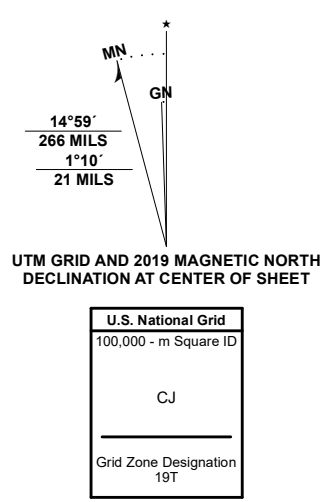 MN
GN
14°59´
266 MILS
1°10´
21 MILS
UTM GRID AND 2019 MAGNETIC NORTH
DECLINATION AT CENTER OF SHEET
U.S. National Grid
100,000 - m Square ID
CJ
Grid Zone Designation
19T